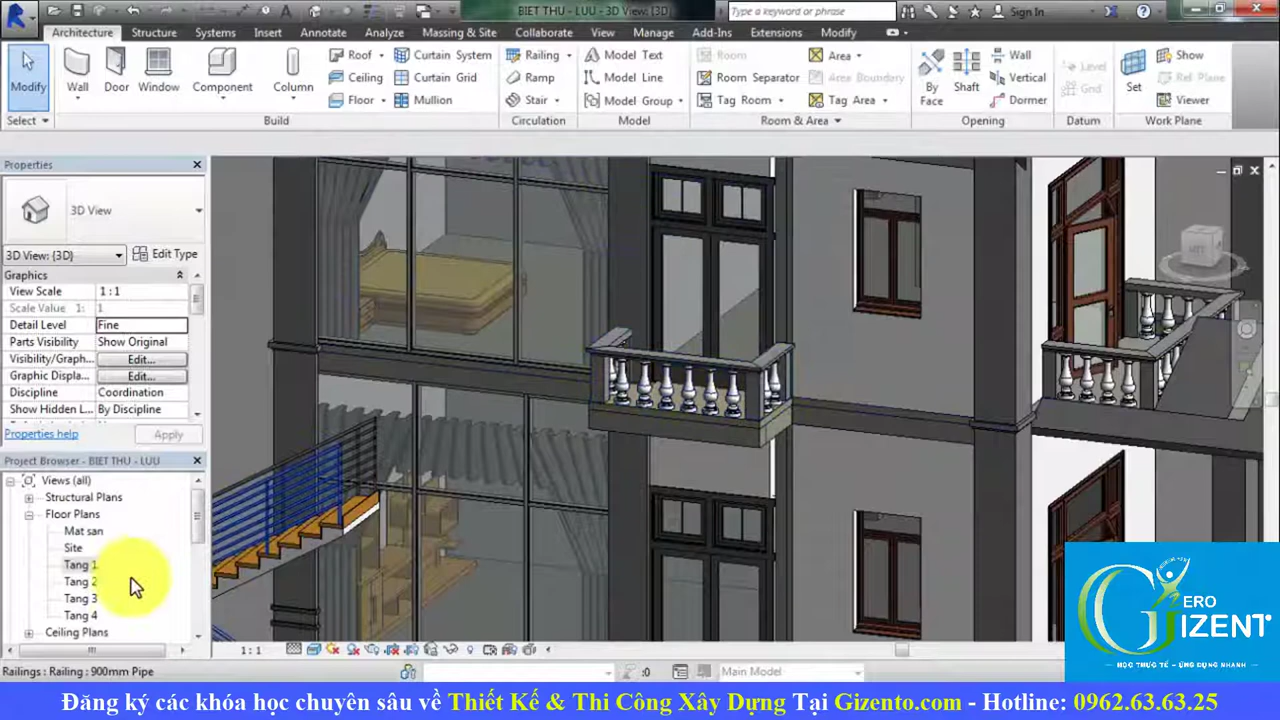 BIET THU - LUU - 3D View: {3D}
Type a keyword or phrase
Sign In
Architecture Structure Systems Insert Annotate Analyze Massing & Site Collaborate View Manage Add-Ins Extensions Modify
Modify
Wall
Door
Window
Component
Column
Roof
Ceiling
Floor
Curtain System
Curtain Grid
Mullion
Railing
Ramp
Stair
Model Text
Model Line
Model Group
Room
Room Separator
Tag Room
Area
Area Boundary
Tag Area
By
Face
Shaft
Wall
Vertical
Dormer
Level
Grid
Set
Show
Ref Plane
Viewer
Select Build Circulation Model Room & Area Opening Datum Work Plane
Properties
3D View
3D View: {3D} Edit Type
Graphics
View Scale 1 : 1
Scale Value 1: 1
Detail Level Fine
Parts Visibility Show Original
Visibility/Graph... Edit...
Graphic Displa... Edit...
Discipline Coordination
Show Hidden L... By Discipline
Properties help Apply
Project Browser - BIET THU - LUU
Views (all)
Structural Plans
Floor Plans
Mat san
Site
Tang 1
Tang 2
Tang 3
Tang 4
Ceiling Plans
1 : 1
Railings : Railing : 900mm Pipe
:0
Main Model
ERO
IZENT
HỌC THỰC TẾ - ỨNG DỤNG NHANH
Đăng ký các khóa học chuyên sâu về Thiết Kế & Thi Công Xây Dựng Tại Gizento.com - Hotline: 0962.63.63.25